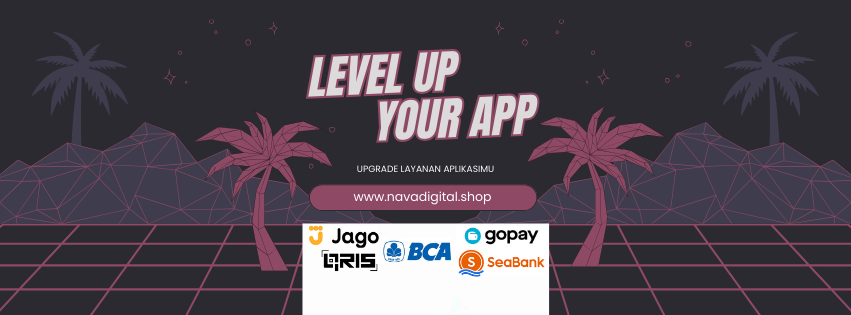 LEVEL UP
YOUR APP
UPGRADE LAYANAN APLIKASIMU
www.navadigital.shop
Jago
BCA
gopay
QRIS
SeaBank